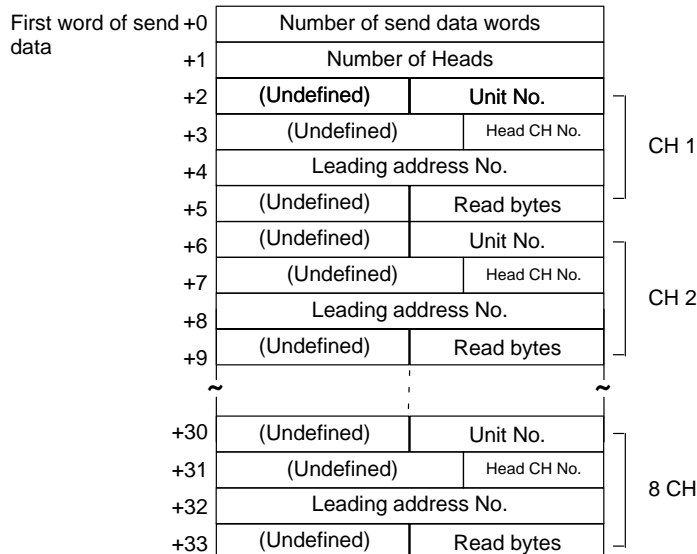 First word of send data +0 Number of send data words
+1 Number of Heads
+2 (Undefined) Unit No.
+3 (Undefined) Head CH No.
+4 Leading address No.
+5 (Undefined) Read bytes
CH 1
+6 (Undefined) Unit No.
+7 (Undefined) Head CH No.
+8 Leading address No.
+9 (Undefined) Read bytes
CH 2
~ ~
+30 (Undefined) Unit No.
+31 (Undefined) Head CH No.
+32 Leading address No.
+33 (Undefined) Read bytes
8 CH